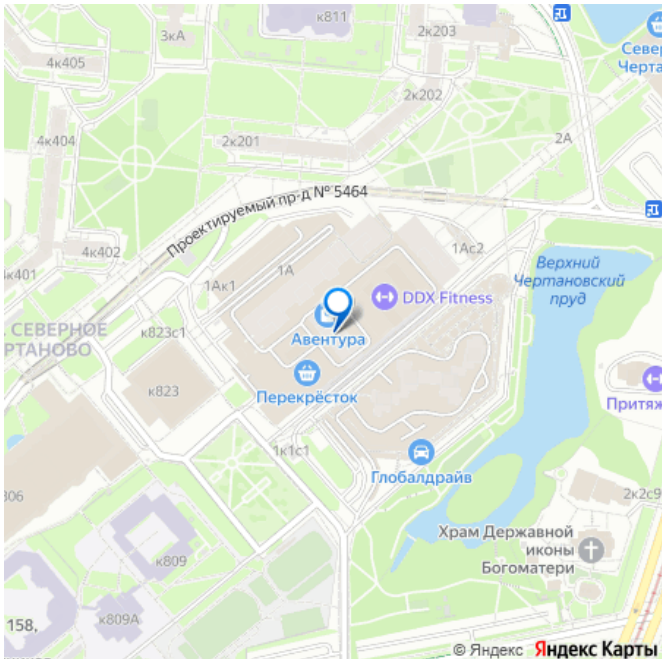 к811
3кА
2к203
Север
Черта
4к405
2к202
4к404
2к201
2А
Проектируемый пр-д № 5464
4к402
1Ас2
4к401
1Ак1
1А
Верхний
Чертановский
пруд
DDX Fitness
А СЕВЕРНОЕ
РТАНОВО
к823с1
Авентура
к823
Перекрёсток
Притяж
1к1с1
Глобалдрайв
306
2к2с9
Храм Державной
иконы
Богоматери
к809
158,
к809А
© Яндекс Яндекс Карты